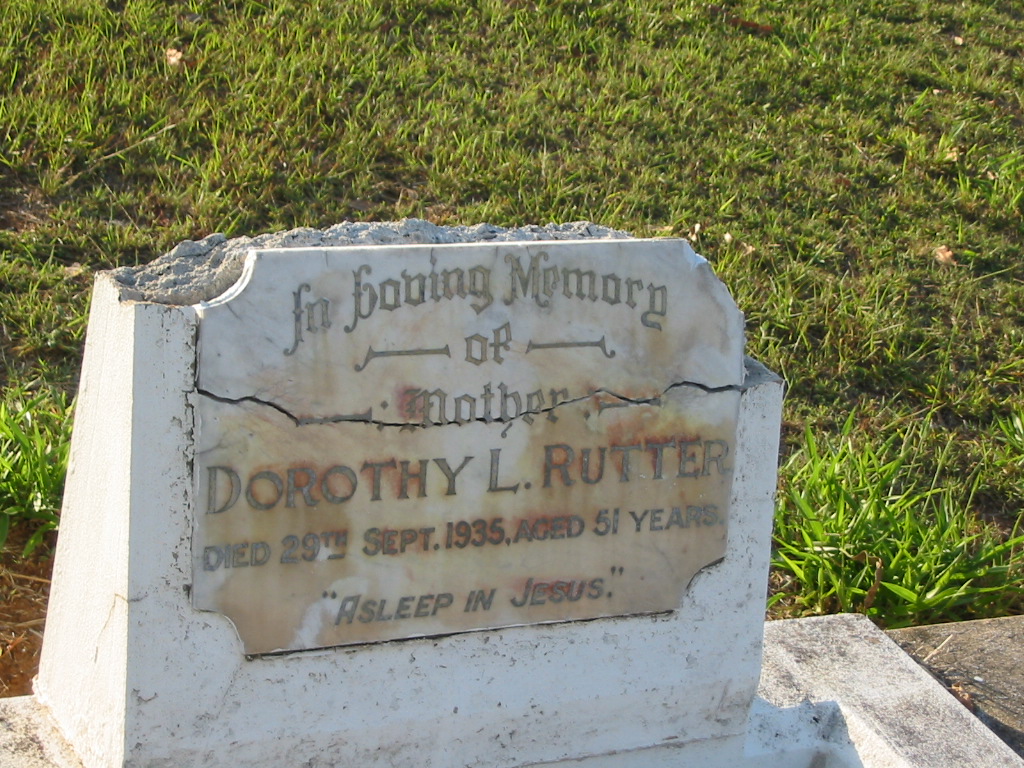 In Loving Memory
of
· Mother ·
DOROTHY L. RUTTER
DIED 29TH SEPT. 1935, AGED 51 YEARS.
"ASLEEP IN JESUS."